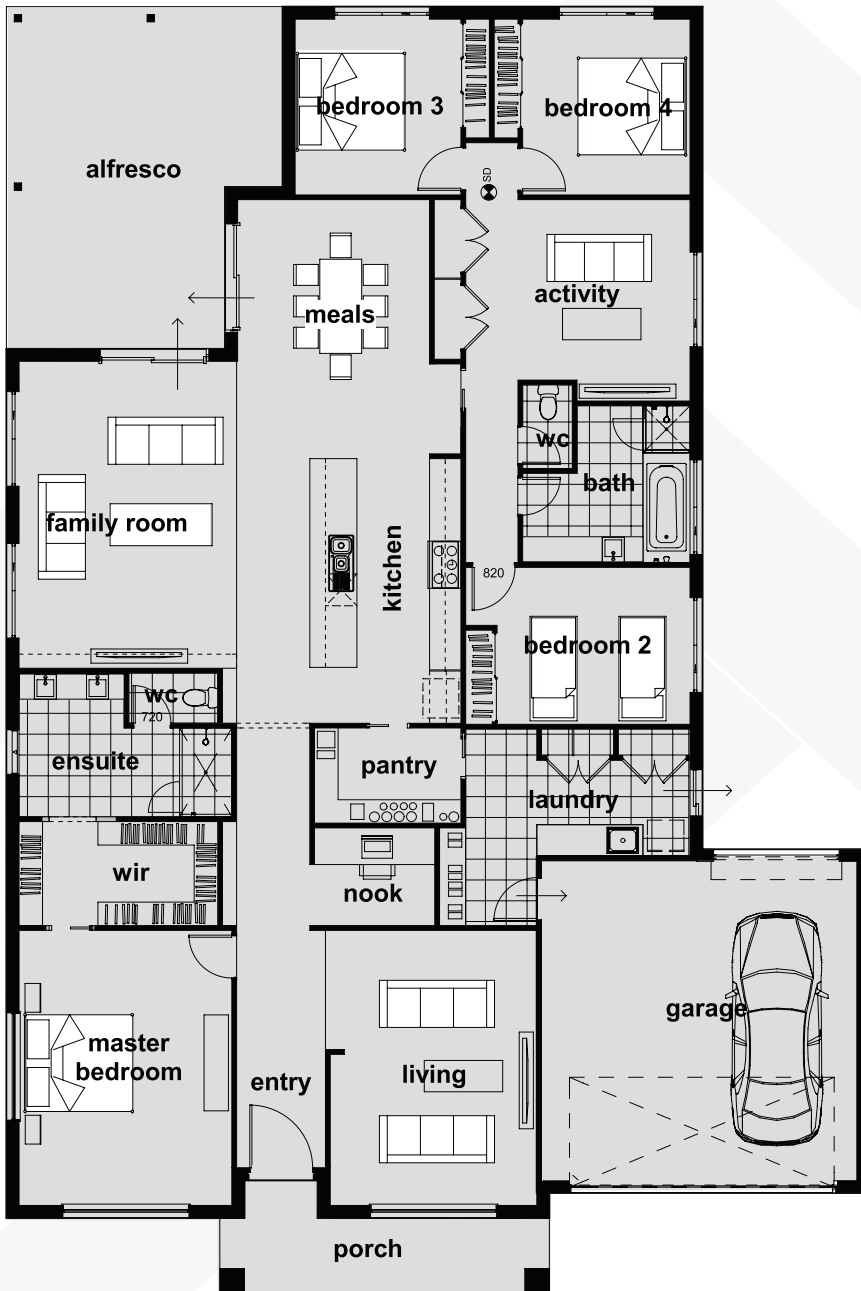 bedroom 3
bedroom 4
alfresco
SD
activity
meals
wc
bath
family room
kitchen
820
bedroom 2
wc
720
ensuite
pantry
laundry
wir
nook
garage
master
bedroom
entry
living
porch